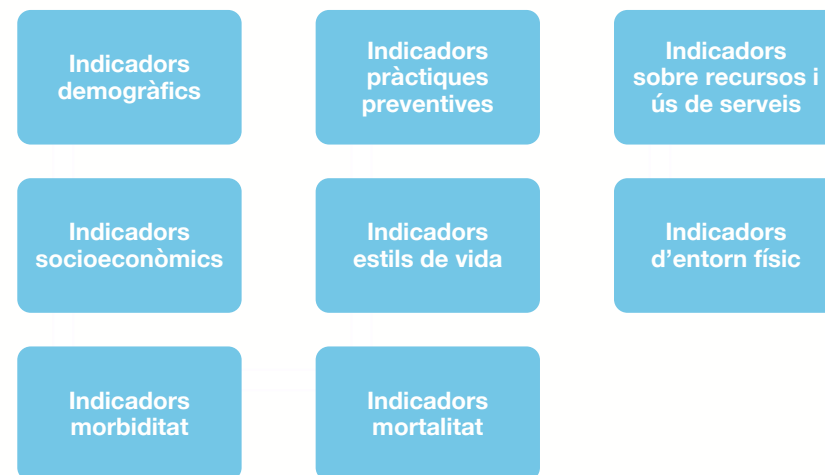 Indicadors
demogràfics
Indicadors
pràctiques
preventives
Indicadors
sobre recursos i
ús de serveis
Indicadors
socioeconòmics
Indicadors
estils de vida
Indicadors
d’entorn físic
Indicadors
morbiditat
Indicadors
mortalitat